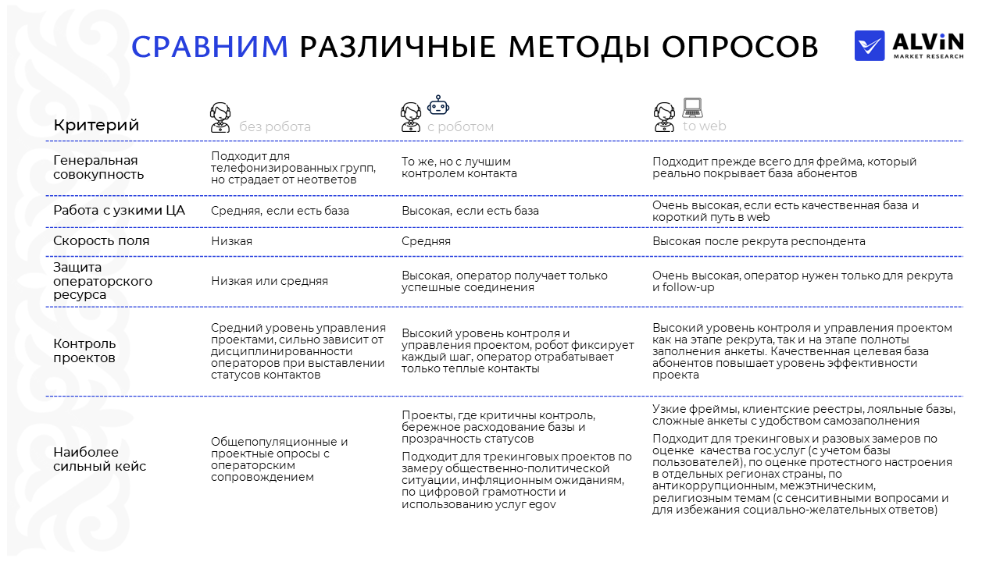 СРАВНИМ РАЗЛИЧНЫЕ МЕТОДЫ ОПРОСОВ
ALViN
MARKET RESEARCH
Критерий
без робота
с роботом
to web
Генеральная
совокупность
Подходит для
телефонизированных групп,
но страдает от неответов
То же, но с лучшим
контролем контакта
Подходит прежде всего для фрейма, который
реально покрывает база абонентов
Работа с узкими ЦА
Средняя, если есть база
Высокая, если есть база
Очень высокая, если есть качественная база и
короткий путь в web
Скорость поля
Низкая
Средняя
Высокая после рекрута респондента
Защита
операторского
ресурса
Низкая или средняя
Высокая, оператор получает только
успешные соединения
Очень высокая, оператор нужен только для рекрута
и follow-up
Контроль
проектов
Средний уровень управления
проектами, сильно зависит от
дисциплинированности
операторов при выставлении
статусов контактов
Высокий уровень контроля и
управления проектом, робот фиксирует
каждый шаг, оператор отрабатывает
только теплые контакты
Высокий уровень контроля и управления проектом
как на этапе рекрута, так и на этапе полноты
заполнения анкеты. Качественная целевая база
абонентов повышает уровень эффективности
проекта
Наиболее
сильный кейс
Общепопуляционные и
проектные опросы с
операторским
сопровождением
Проекты, где критичны контроль,
бережное расходование базы и
прозрачность статусов
Подходит для трекинговых проектов по
замеру общественно-политической
ситуации, инфляционным ожиданиям,
по цифровой грамотности и
использованию услуг egov
Узкие фреймы, клиентские реестры, лояльные базы,
сложные анкеты с удобством самозаполнения
Подходит для трекинговых и разовых замеров по
оценке качества гос.услуг (с учетом базы
пользователей), по оценке протестного настроения
в отдельных регионах страны, по
антикоррупционным, межэтническим,
религиозным темам (с сенситивными вопросами и
для избежания социально-желательных ответов)